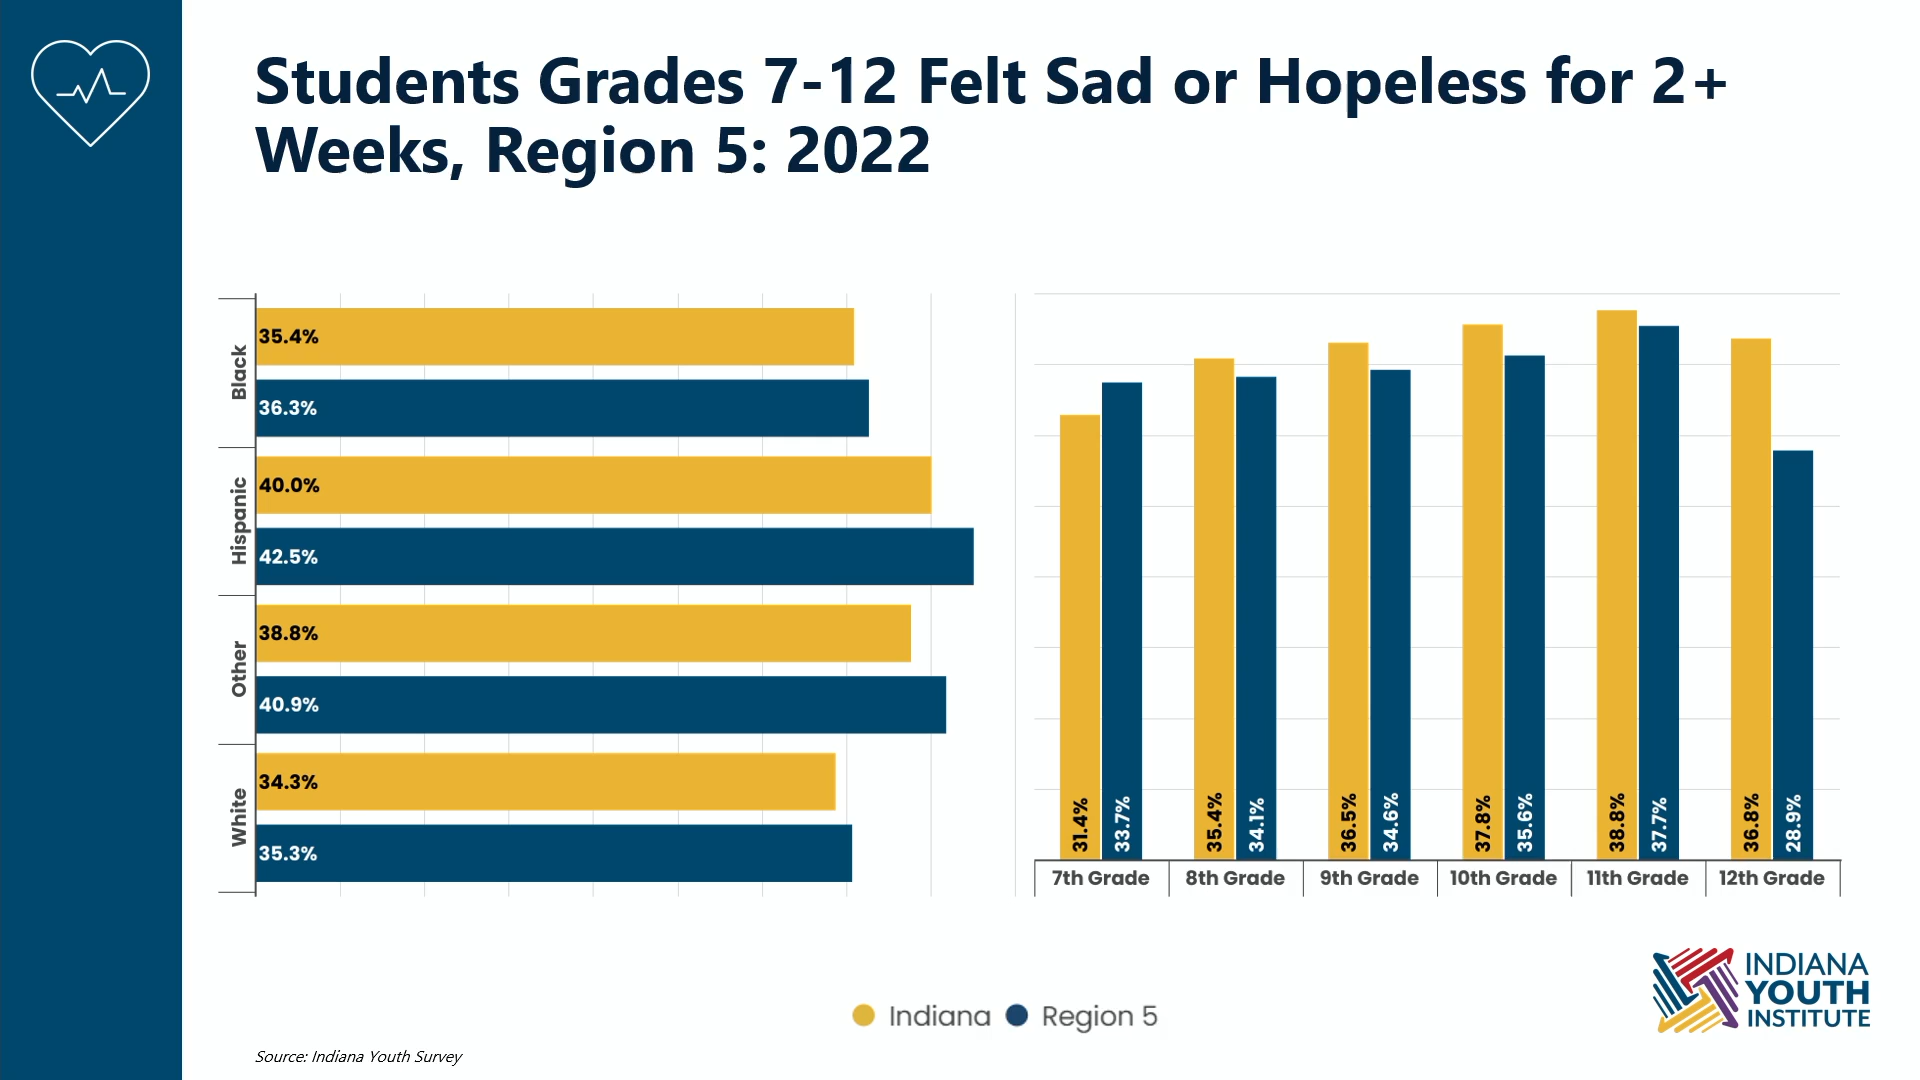 Students Grades 7-12 Felt Sad or Hopeless for 2+
Weeks, Region 5: 2022
Black
35.4%
36.3%
Hispanic
40.0%
42.5%
Other
38.8%
40.9%
White
34.3%
35.3%
31.4%
33.7%
35.4%
34.1%
36.5%
34.6%
37.8%
35.6%
38.8%
37.7%
36.8%
28.9%
7th Grade
8th Grade
9th Grade
10th Grade
11th Grade
12th Grade
Indiana
Region 5
INDIANA
YOUTH
INSTITUTE
Source: Indiana Youth Survey